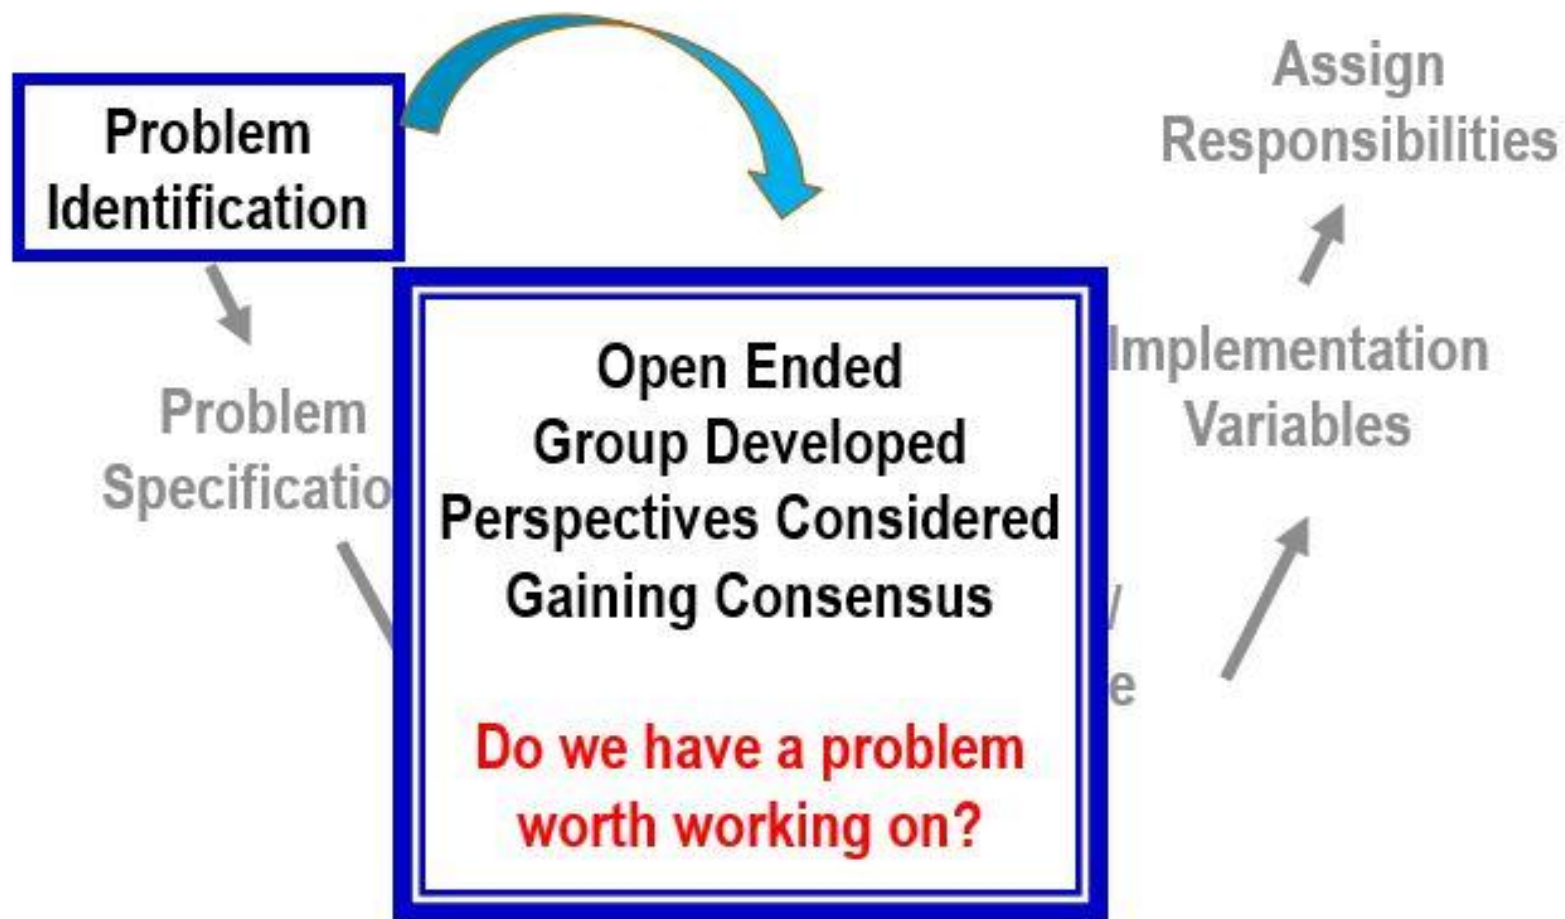 Problem
Identification
Problem
Specificatio
Open Ended
Group Developed
Perspectives Considered
Gaining Consensus
Do we have a problem
worth working on?
/
e
Implementation
Variables
Assign
Responsibilities